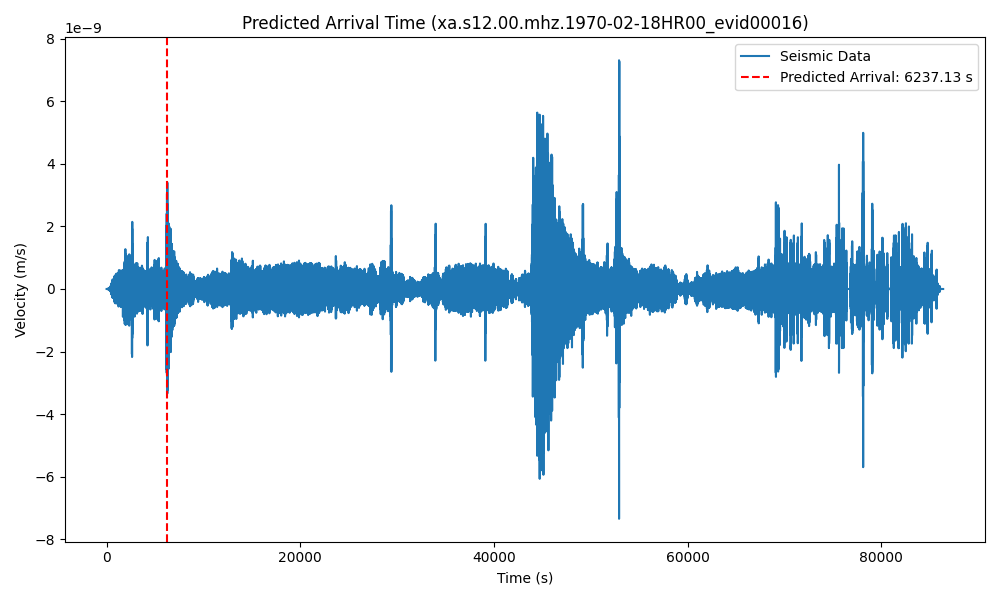 Predicted Arrival Time (xa.s12.00.mhz.1970-02-18HR00_evid00016)
1e−9
Seismic Data
Predicted Arrival: 6237.13 s
8
6
4
2
0
−2
−4
−6
−8
Velocity (m/s)
0 20000 40000 60000 80000
Time (s)